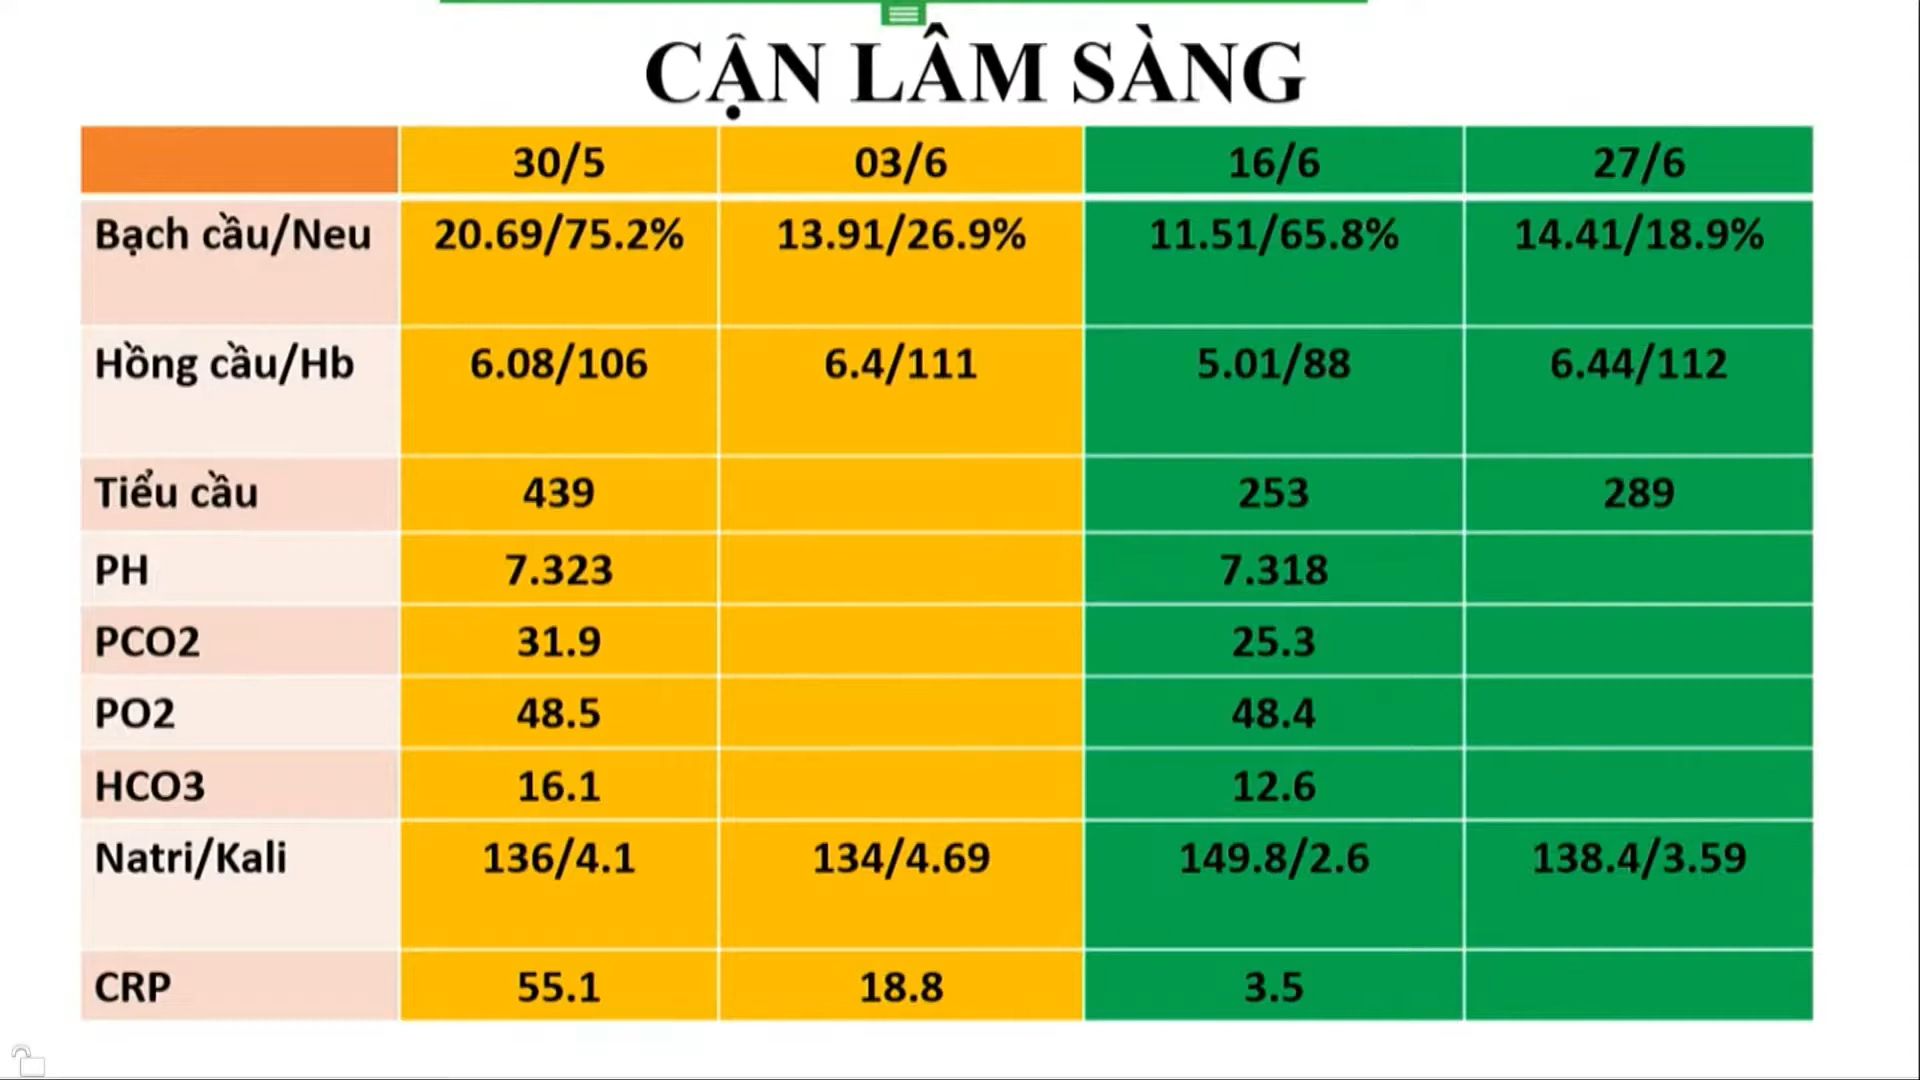 CẬN LÂM SÀNG
30/5 03/6 16/6 27/6
Bạch cầu/Neu 20.69/75.2% 13.91/26.9% 11.51/65.8% 14.41/18.9%
Hồng cầu/Hb 6.08/106 6.4/111 5.01/88 6.44/112
Tiểu cầu 439 253 289
PH 7.323 7.318
PCO2 31.9 25.3
PO2 48.5 48.4
HCO3 16.1 12.6
Natri/Kali 136/4.1 134/4.69 149.8/2.6 138.4/3.59
CRP 55.1 18.8 3.5